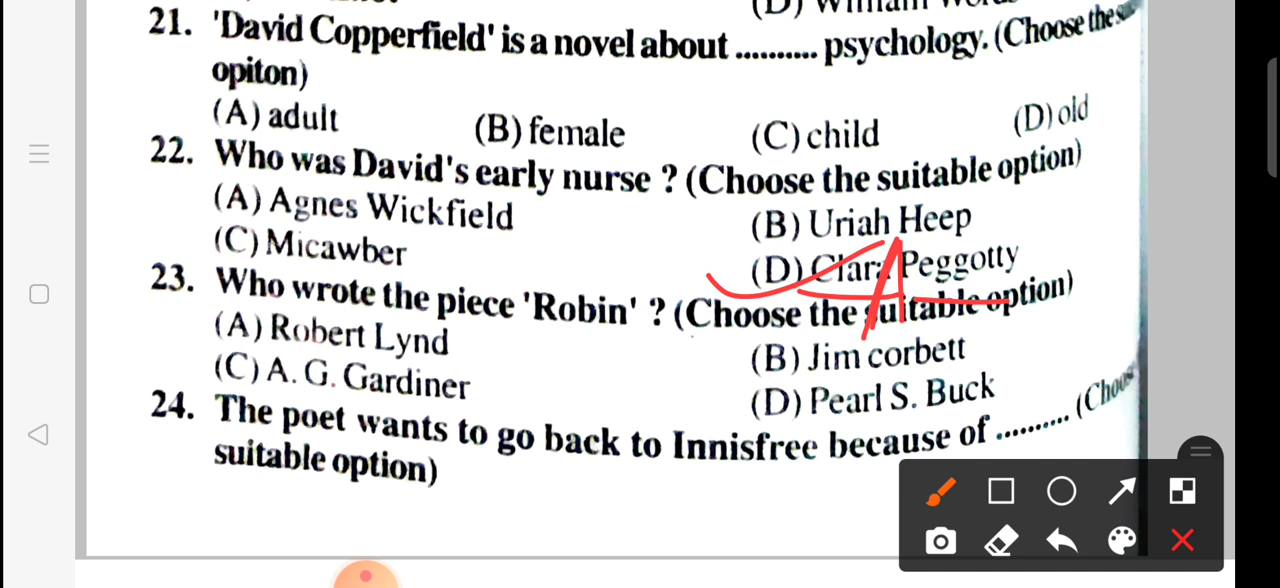 21. 'David Copperfield' is a novel about .......... psychology. (Choose the
opiton)
(A) adult (B) female (C) child (D) old
22. Who was David's early nurse ? (Choose the suitable option)
(A) Agnes Wickfield (B) Uriah Heep
(C) Micawber (D) Clara Peggotty
23. Who wrote the piece 'Robin' ? (Choose the suitable option)
(A) Robert Lynd (B) Jim corbett
(C) A. G. Gardiner (D) Pearl S. Buck
24. The poet wants to go back to Innisfree because of .......... (Choose
suitable option)